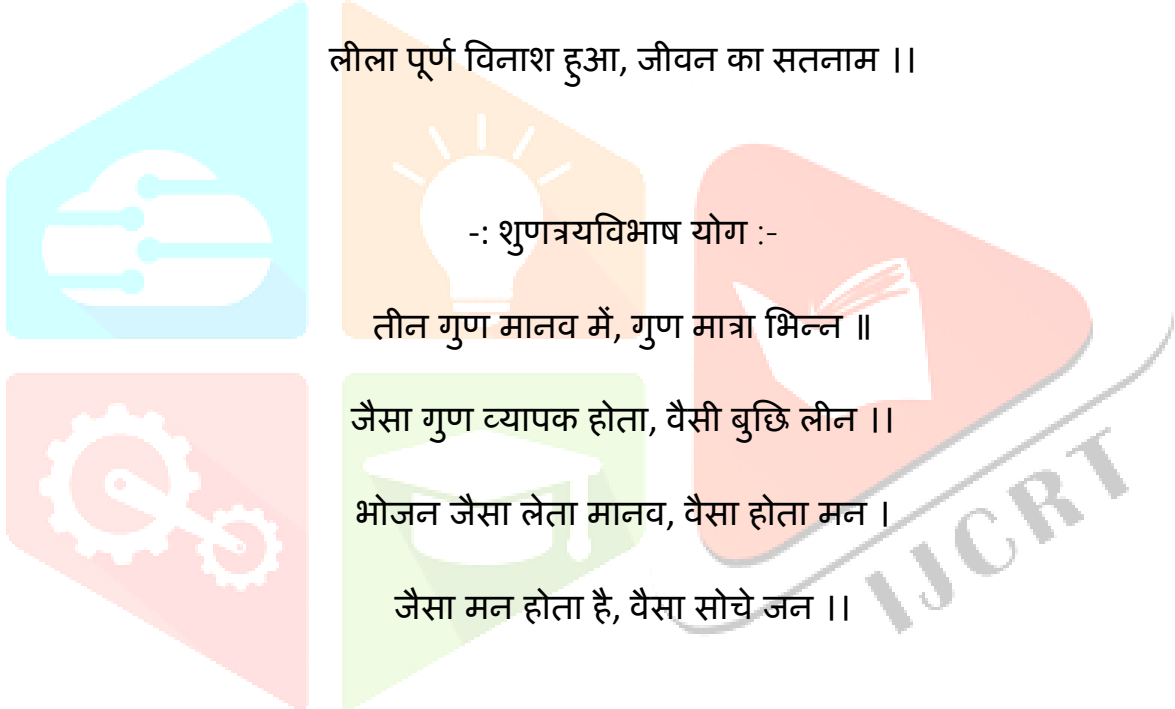 लीला पूर्ण विनाश हुआ, जीवन का सतनाम ।।
-: शुणत्रयविभाष योग :-
तीन गुण मानव में, गुण मात्रा भिन्न ॥
जैसा गुण व्यापक होता, वैसी बुछि लीन ।।
भोजन जैसा लेता मानव, वैसा होता मन ।
जैसा मन होता है, वैसा सोचे जन ।।
IJCRT